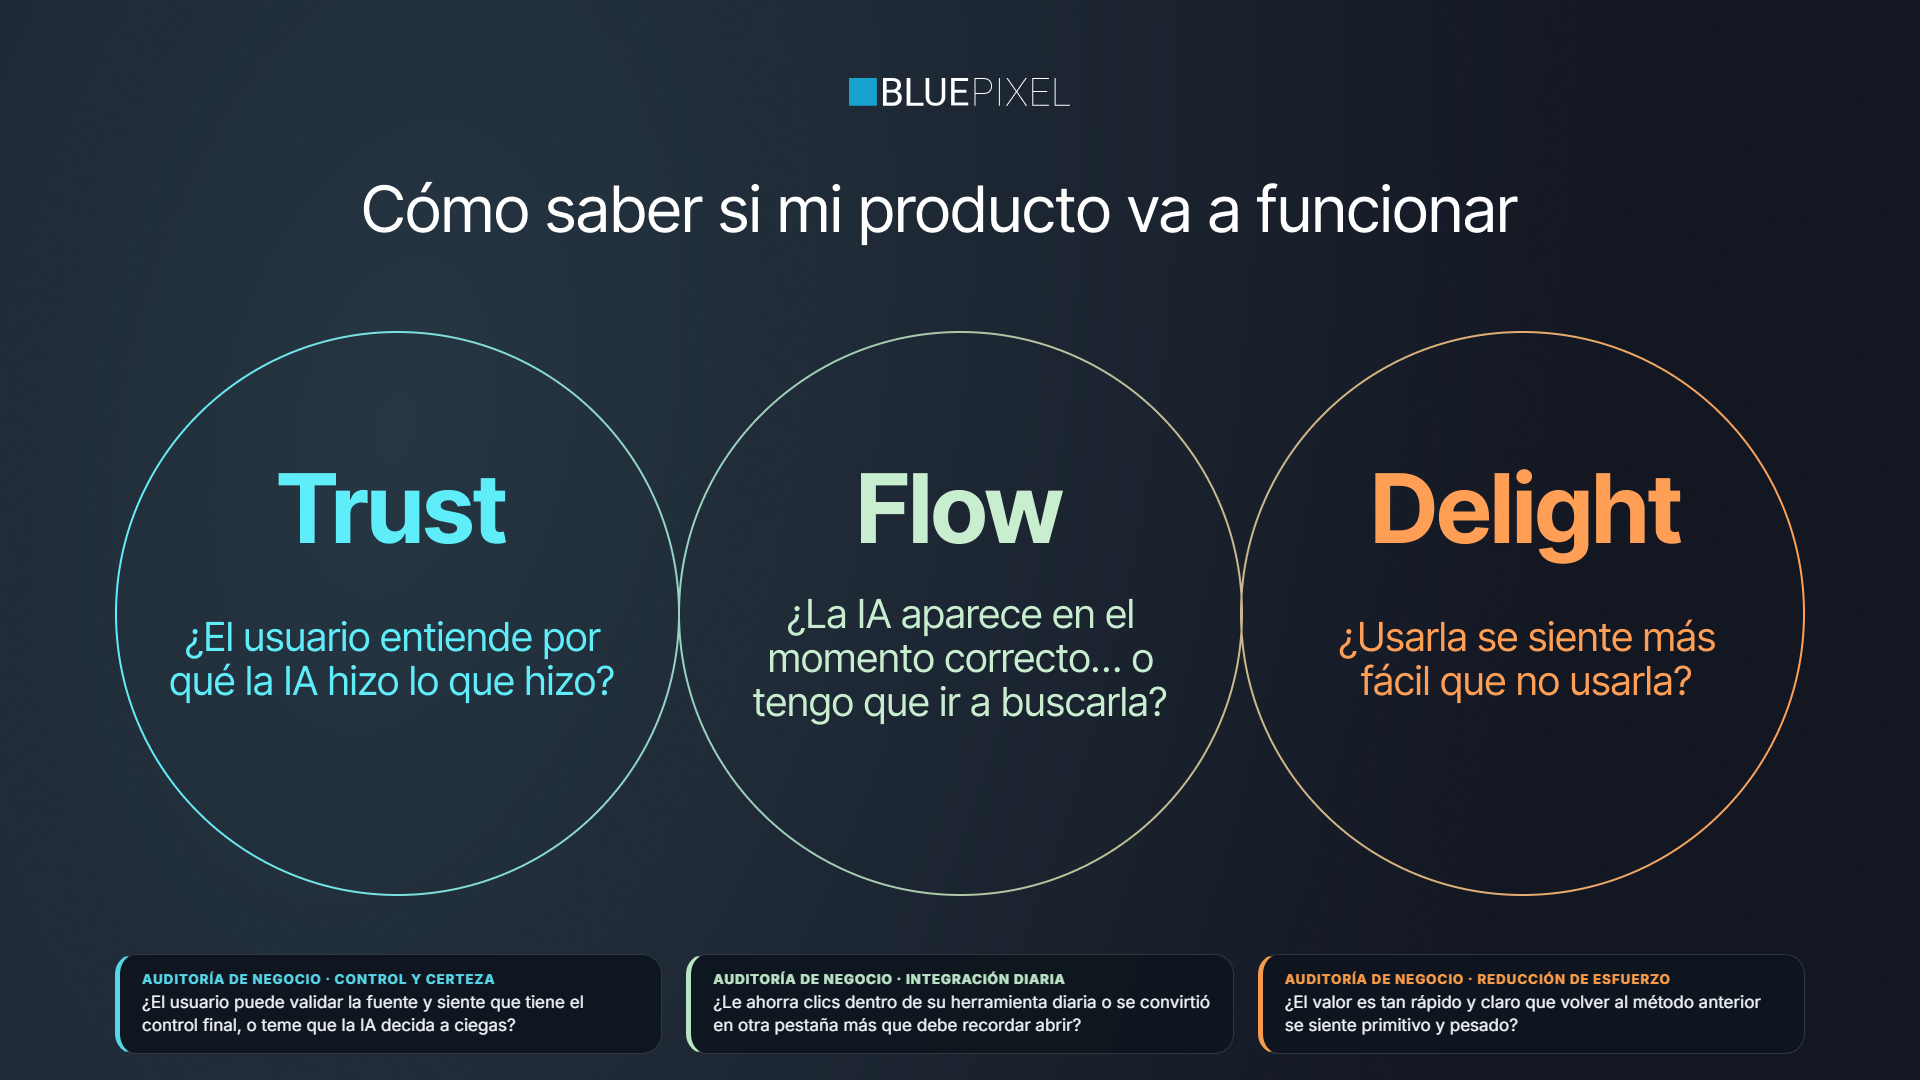 BLUEPIXEL
Cómo saber si mi producto va a funcionar
Trust
¿El usuario entiende por
qué la IA hizo lo que hizo?
Flow
¿La IA aparece en el
momento correcto... o
tengo que ir a buscarla?
Delight
¿Usarla se siente más
fácil que no usarla?
AUDITORÍA DE NEGOCIO · CONTROL Y CERTEZA
¿El usuario puede validar la fuente y siente que tiene el
control final, o teme que la IA decida a ciegas?
AUDITORÍA DE NEGOCIO · INTEGRACIÓN DIARIA
¿Le ahorra clics dentro de su herramienta diaria o se convirtió
en otra pestaña más que debe recordar abrir?
AUDITORÍA DE NEGOCIO · REDUCCIÓN DE ESFUERZO
¿El valor es tan rápido y claro que volver al método anterior
se siente primitivo y pesado?